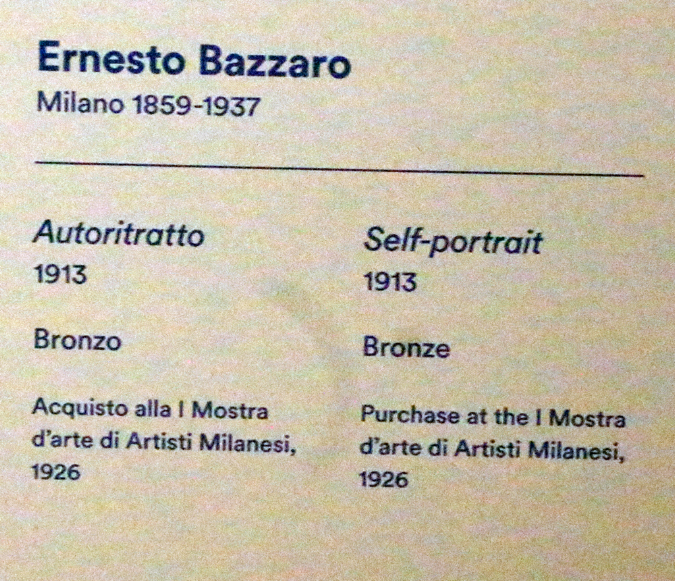 Ernesto Bazzaro
Milano 1859-1937
Autoritratto
1913
Bronzo
Acquisto alla I Mostra
d'arte di Artisti Milanesi,
1926
Self-portrait
1913
Bronze
Purchase at the I Mostra
d'arte di Artisti Milanesi,
1926